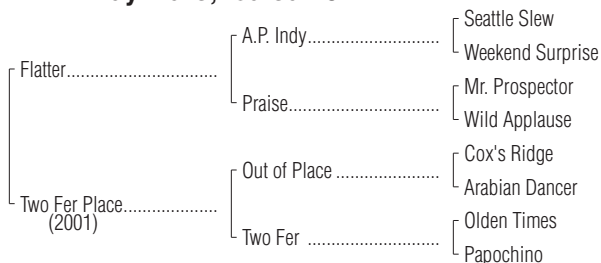 Seattle Slew
A.P. Indy
Weekend Surprise
Flatter
Mr. Prospector
Praise
Wild Applause
Cox's Ridge
Out of Place
Arabian Dancer
Two Fer Place
(2001)
Olden Times
Two Fer
Papochino